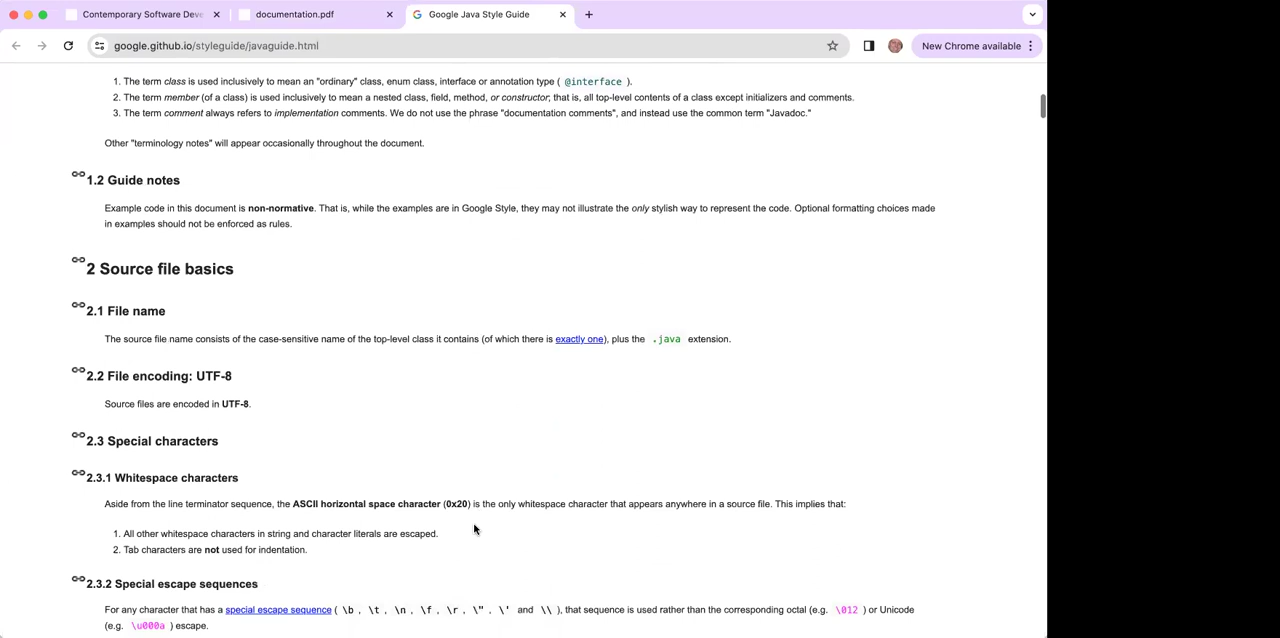 Contemporary Software Deve
documentation.pdf
Google Java Style Guide
google.github.io/styleguide/javaguide.html
New Chrome available
1. The term class is used inclusively to mean an "ordinary" class, enum class, interface or annotation type ( @interface ).
2. The term member (of a class) is used inclusively to mean a nested class, field, method, or constructor; that is, all top-level contents of a class except initializers and comments.
3. The term comment always refers to implementation comments. We do not use the phrase "documentation comments", and instead use the common term "Javadoc."
Other "terminology notes" will appear occasionally throughout the document.
1.2 Guide notes
Example code in this document is non-normative. That is, while the examples are in Google Style, they may not illustrate the only stylish way to represent the code. Optional formatting choices made
in examples should not be enforced as rules.
2 Source file basics
2.1 File name
The source file name consists of the case-sensitive name of the top-level class it contains (of which there is exactly one), plus the .java extension.
2.2 File encoding: UTF-8
Source files are encoded in UTF-8.
2.3 Special characters
2.3.1 Whitespace characters
Aside from the line terminator sequence, the ASCII horizontal space character (0x20) is the only whitespace character that appears anywhere in a source file. This implies that:
1. All other whitespace characters in string and character literals are escaped.
2. Tab characters are not used for indentation.
2.3.2 Special escape sequences
For any character that has a special escape sequence ( \b , \t , \n , \f , \r , \" , \' and \\ ), that sequence is used rather than the corresponding octal (e.g. \012 ) or Unicode
(e.g. \u000a ) escape.